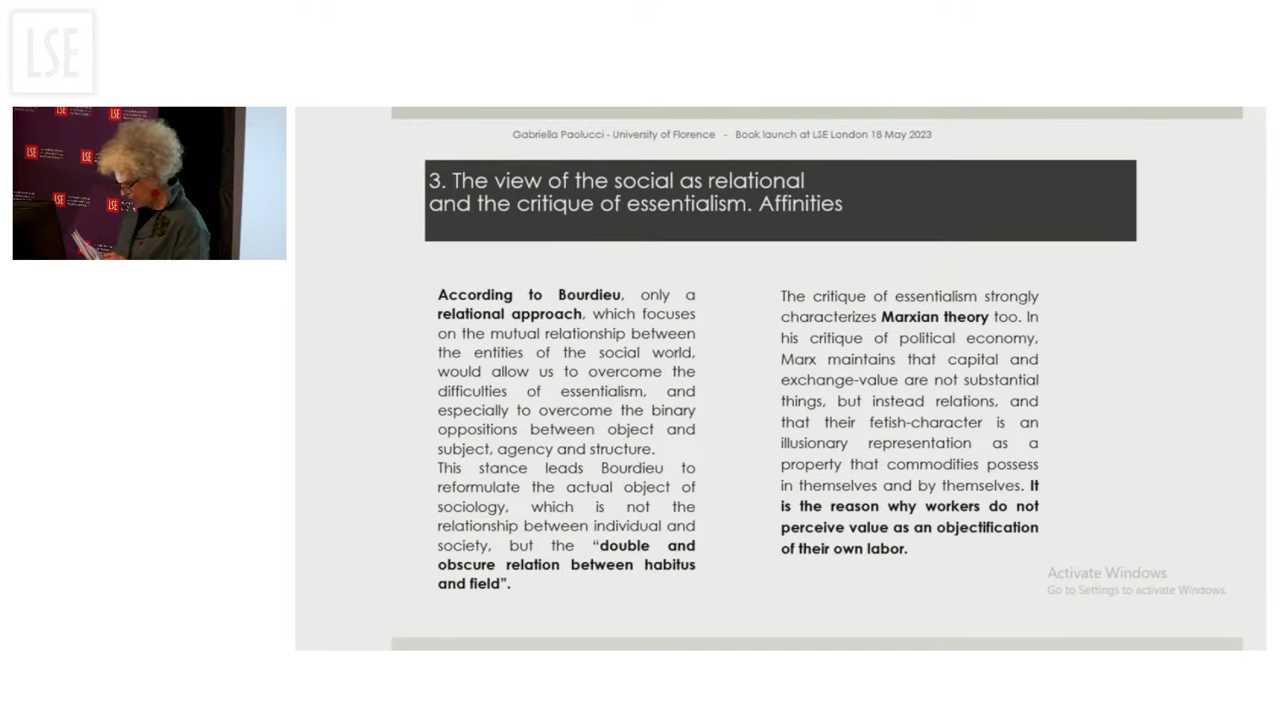 LSE
LSE
LSE
LSE
LSE
LSE
LSE
Gabriella Paolucci - University of Florence - Book launch at LSE London 18 May 2023
3. The view of the social as relational
and the critique of essentialism. Affinities
According to Bourdieu, only a
relational approach, which focuses
on the mutual relationship between
the entities of the social world,
would allow us to overcome the
difficulties of essentialism, and
especially to overcome the binary
oppositions between object and
subject, agency and structure.
This stance leads Bourdieu to
reformulate the actual object of
sociology, which is not the
relationship between individual and
society, but the “double and
obscure relation between habitus
and field”.
The critique of essentialism strongly
characterizes Marxian theory too. In
his critique of political economy,
Marx maintains that capital and
exchange-value are not substantial
things, but instead relations, and
that their fetish-character is an
illusionary representation as a
property that commodities possess
in themselves and by themselves. It
is the reason why workers do not
perceive value as an objectification
of their own labor.
Activate Windows
Go to Settings to activate Windows.